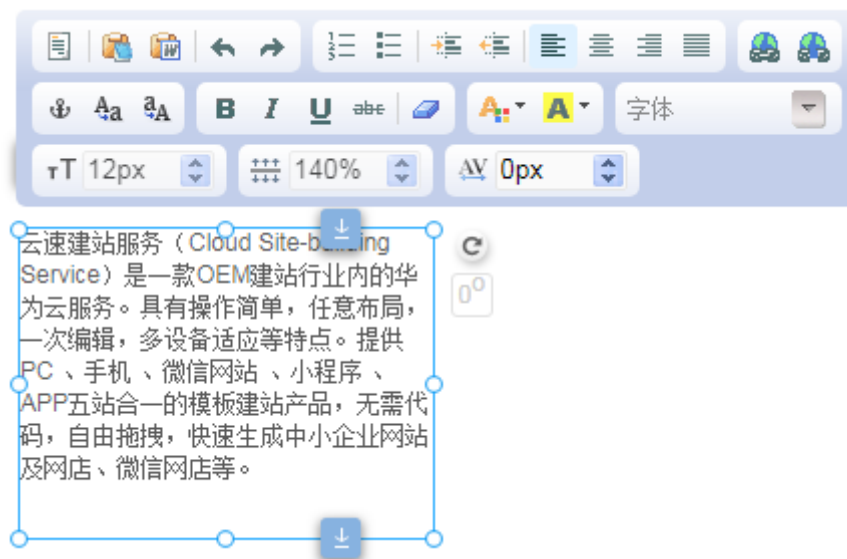 字体
12px
140%
0px
云速建站服务（Cloud Site-building
Service）是一款OEM建站行业内的华
为云服务。具有操作简单，任意布局，
一次编辑，多设备适应等特点。提供
PC 、手机 、微信网站 、小程序 、
APP五站合一的模板建站产品，无需代
码，自由拖拽，快速生成中小企业网站
及网店、微信网店等。
0°